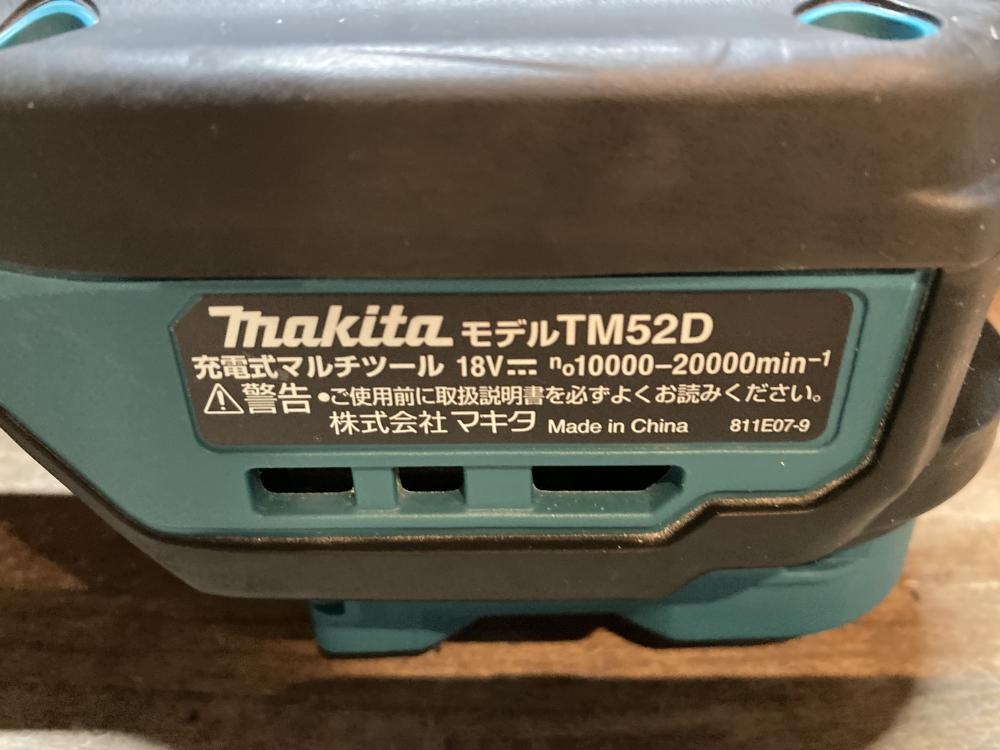 makita モデルTM52D
充電式マルチツール 18V⎓ n₀10000−20000min⁻¹
⚠警告 •ご使用前に取扱説明書を必ずよくお読みください。
株式会社 マキタ Made in China 811E07-9